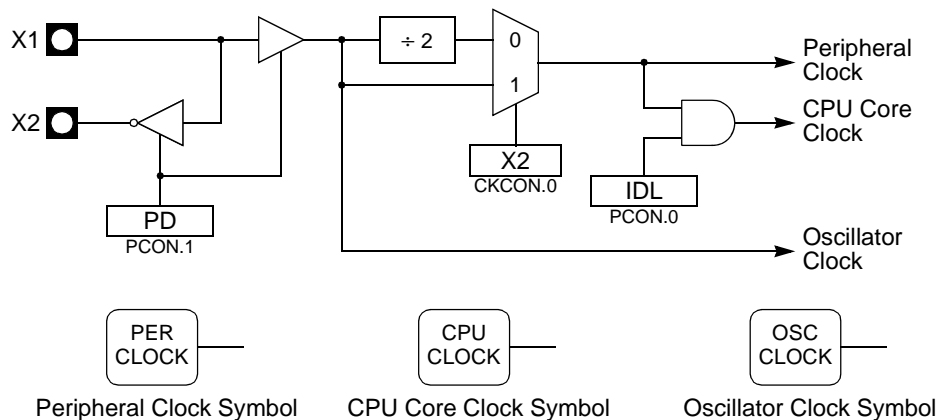 X1
÷ 2
0
1
Peripheral
Clock
X2
CPU Core
Clock
X2
CKCON.0
IDL
PCON.0
PD
PCON.1
Oscillator
Clock
PER
CLOCK
CPU
CLOCK
OSC
CLOCK
Peripheral Clock Symbol
CPU Core Clock Symbol
Oscillator Clock Symbol